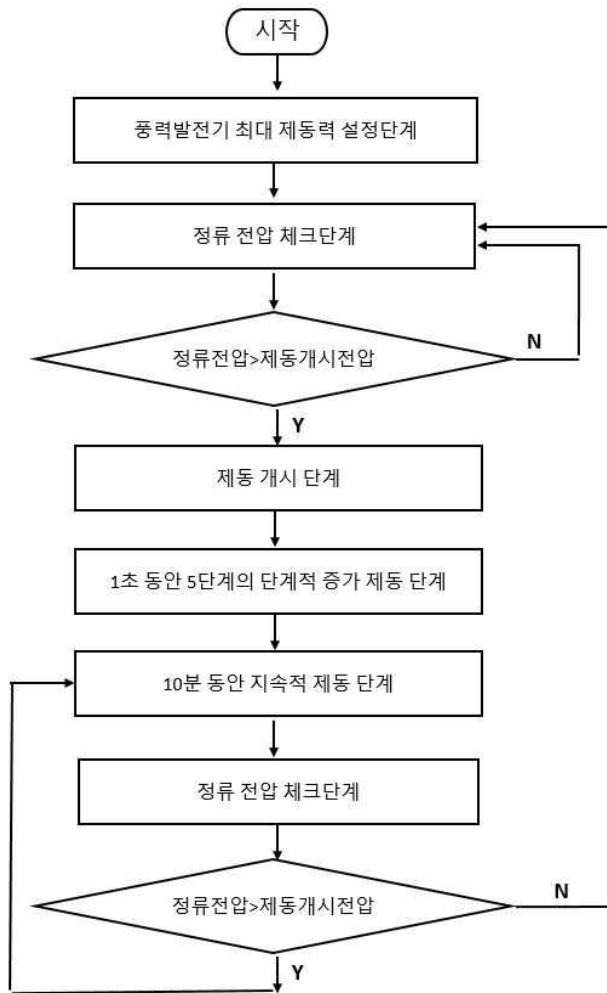 시작
풍력발전기 최대 제동력 설정단계
정류 전압 체크단계
정류전압>제동개시전압
N
Y
제동 개시 단계
1초 동안 5단계의 단계적 증가 제동 단계
10분 동안 지속적 제동 단계
정류 전압 체크단계
정류전압>제동개시전압
N
Y